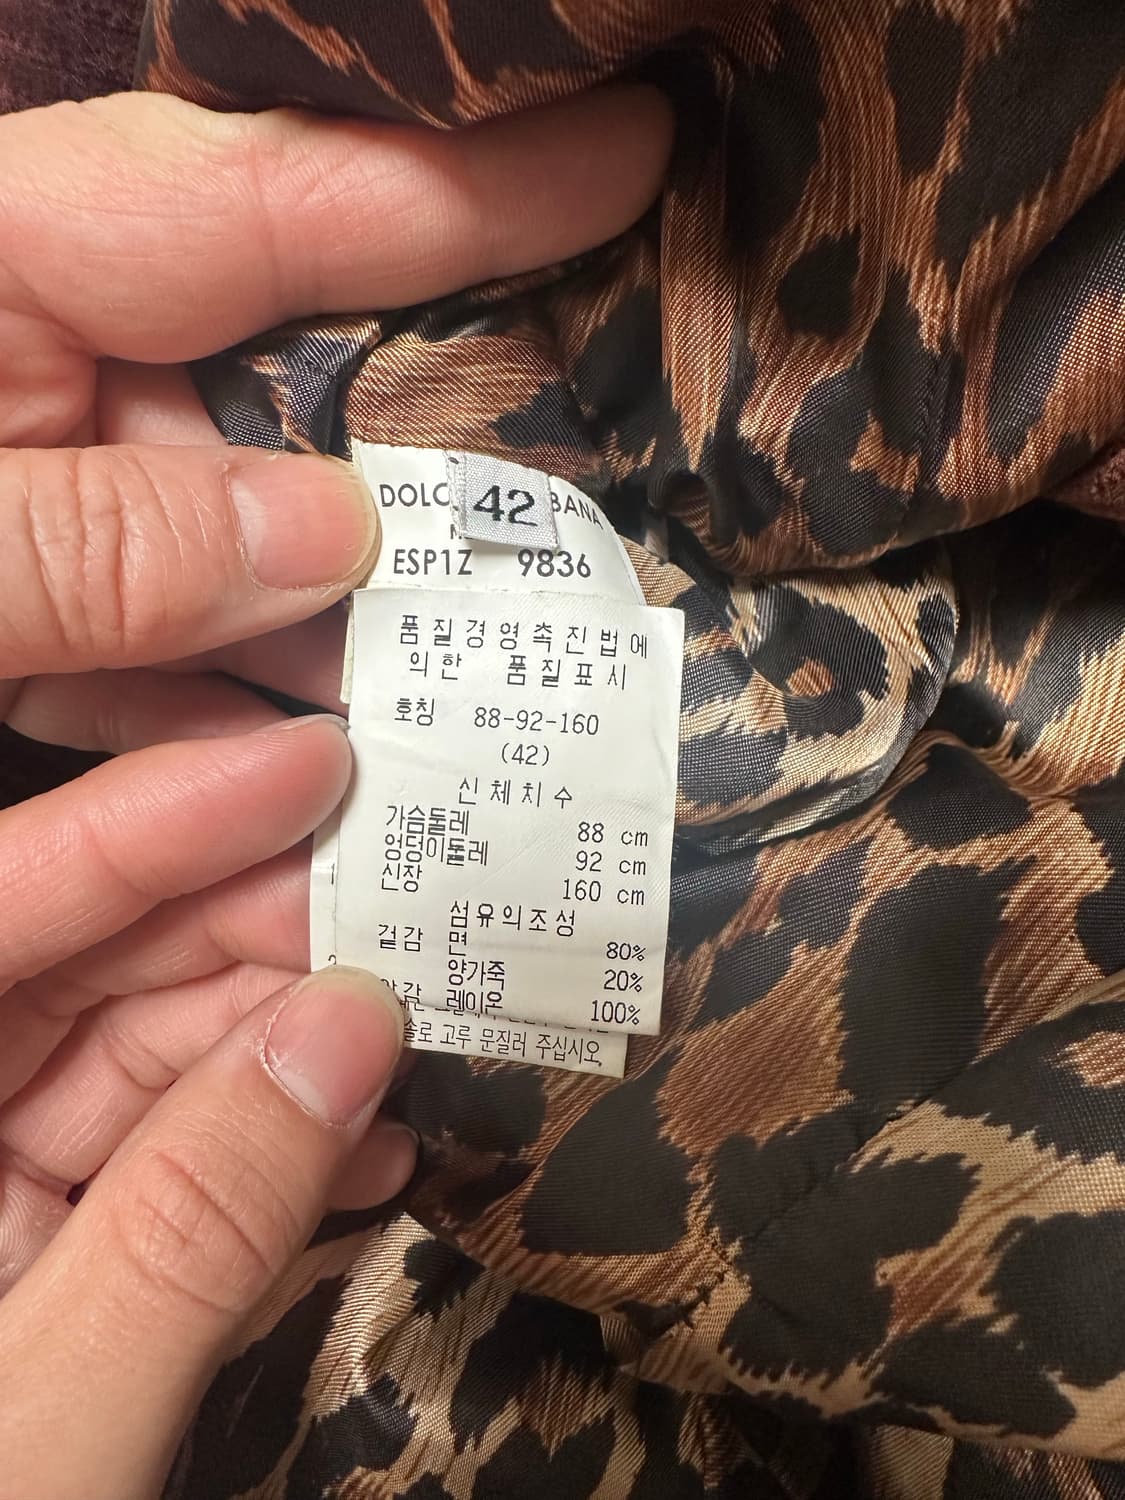 42
ESP1Z 9836
품질경영촉진법에
의한 품질표시
호칭 88-92-160
(42)
신체치수
가슴둘레 88 cm
엉덩이둘레 92 cm
신장 160 cm
섬유의조성
겉감 면 80%
양가죽 20%
안감 레이온 100%
고루 문질러 주십시오.